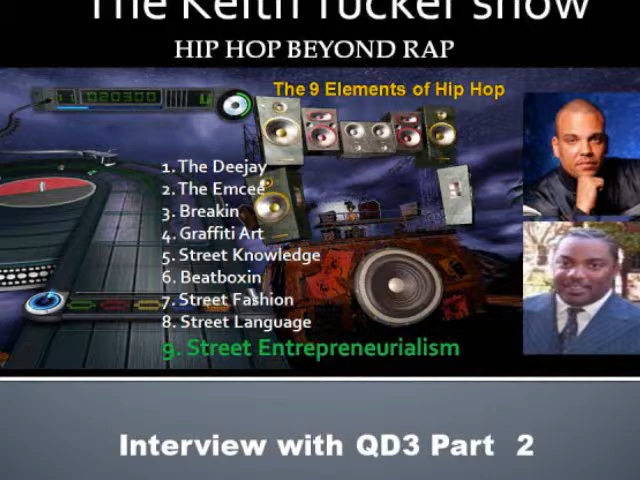 The Keith Tucker show
HIP HOP BEYOND RAP
The 9 Elements of Hip Hop
020300
1. The Deejay
2. The Emcee
3. Breakin
4. Graffiti Art
5. Street Knowledge
6. Beatboxin
7. Street Fashion
8. Street Language
9. Street Entrepreneurialism
Interview with QD3 Part 2